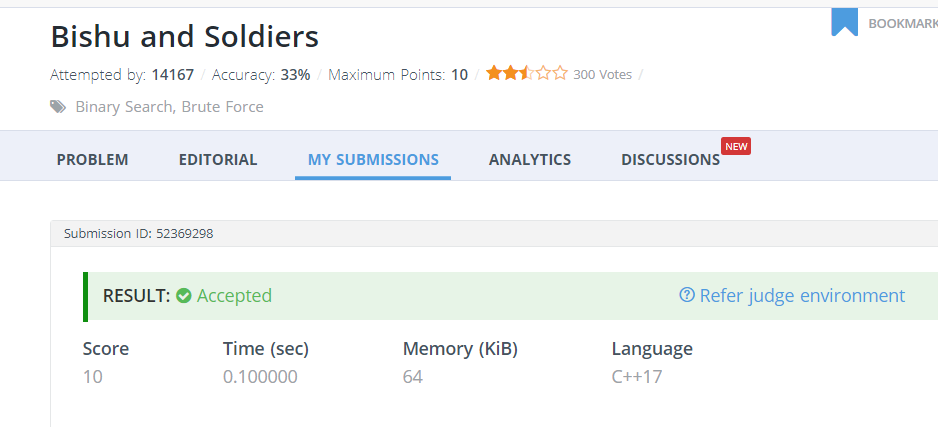 Bishu and Soldiers
BOOKMARK
Attempted by: 14167 / Accuracy: 33% / Maximum Points: 10 / 300 Votes /
Binary Search, Brute Force
PROBLEM EDITORIAL MY SUBMISSIONS ANALYTICS DISCUSSIONS NEW
Submission ID: 52369298
RESULT: Accepted ? Refer judge environment
Score Time (sec) Memory (KiB) Language
10 0.100000 64 C++17